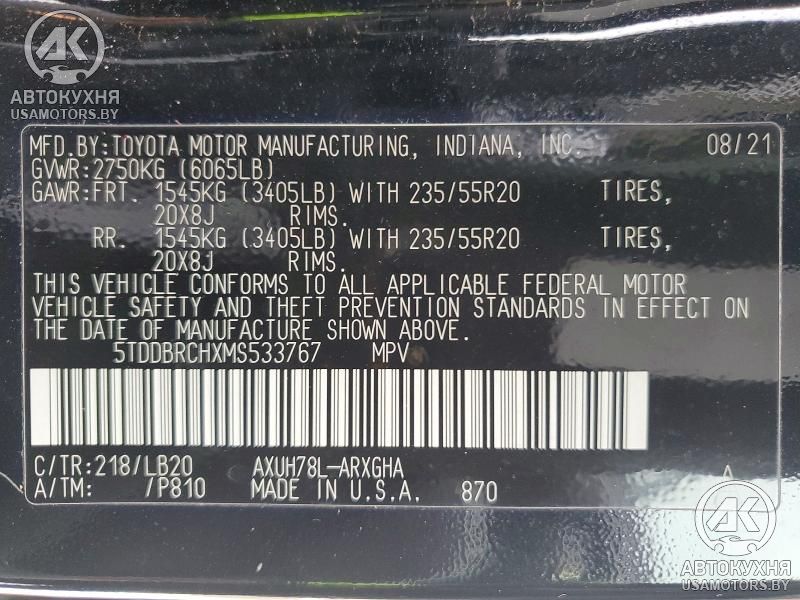 АК
АВТОКУХНЯ
USAMOTORS.BY
MFD.BY:TOYOTA MOTOR MANUFACTURING, INDIANA, INC. 08/21
GVWR:2750KG (6065LB)
GAWR:FRT. 1545KG (3405LB) WITH 235/55R20 TIRES,
20X8J RIMS.
RR. 1545KG (3405LB) WITH 235/55R20 TIRES,
20X8J RIMS.
THIS VEHICLE CONFORMS TO ALL APPLICABLE FEDERAL MOTOR
VEHICLE SAFETY AND THEFT PREVENTION STANDARDS IN EFFECT ON
THE DATE OF MANUFACTURE SHOWN ABOVE.
5TDDBRCHXMS533767 MPV
C/TR:218/LB20 AXUH78L-ARXGHA A
A/TM: /P810 MADE IN U.S.A. 870
АК
АВТОКУХНЯ
USAMOTORS.BY